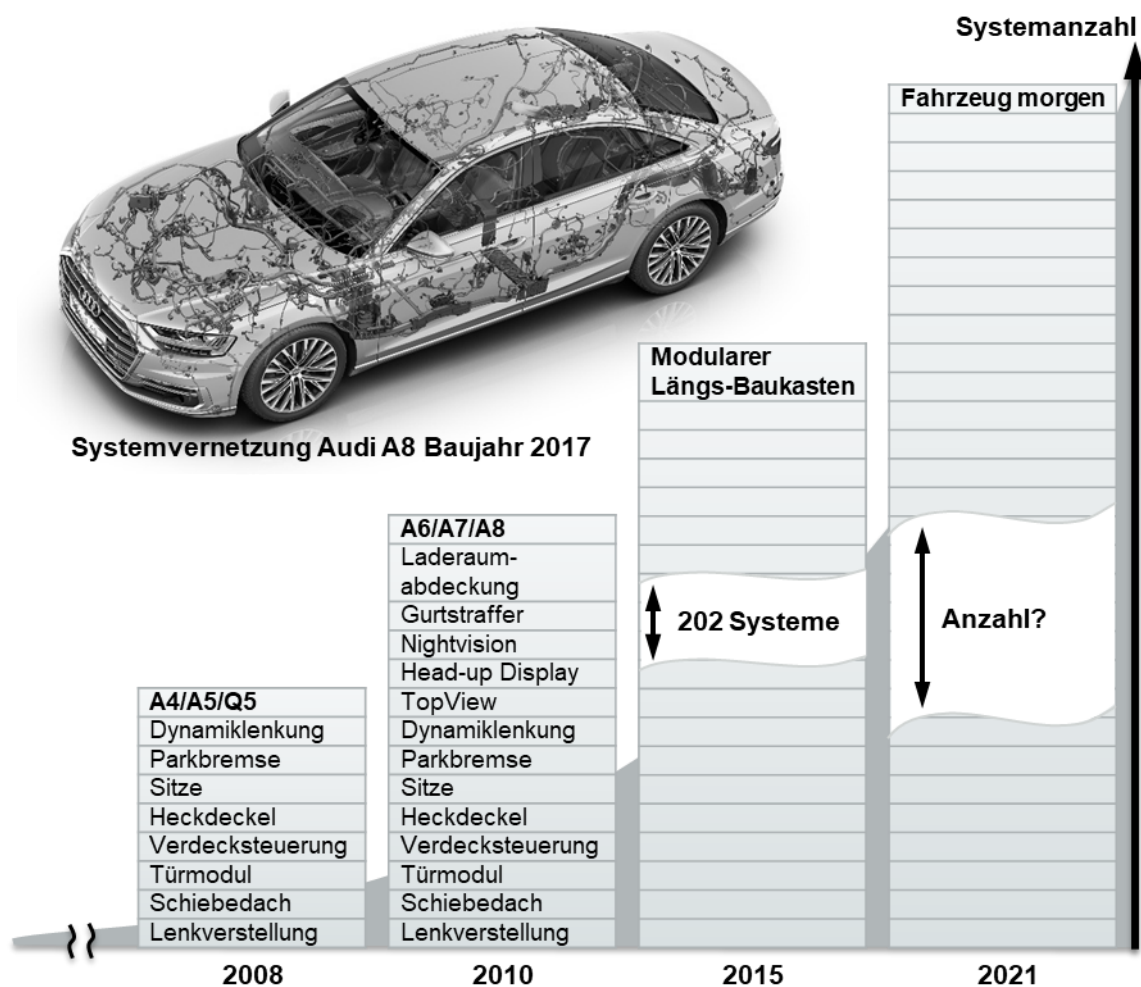 Systemanzahl
Fahrzeug morgen
Modularer
Längs-Baukasten
Systemvernetzung Audi A8 Baujahr 2017
A6/A7/A8
Laderaum-
abdeckung
Gurtstraffer
Nightvision
Head-up Display
TopView
Dynamiklenkung
Parkbremse
Sitze
Heckdeckel
Verdecksteuerung
Türmodul
Schiebedach
Lenkverstellung
A4/A5/Q5
Dynamiklenkung
Parkbremse
Sitze
Heckdeckel
Verdecksteuerung
Türmodul
Schiebedach
Lenkverstellung
202 Systeme
Anzahl?
2008
2010
2015
2021